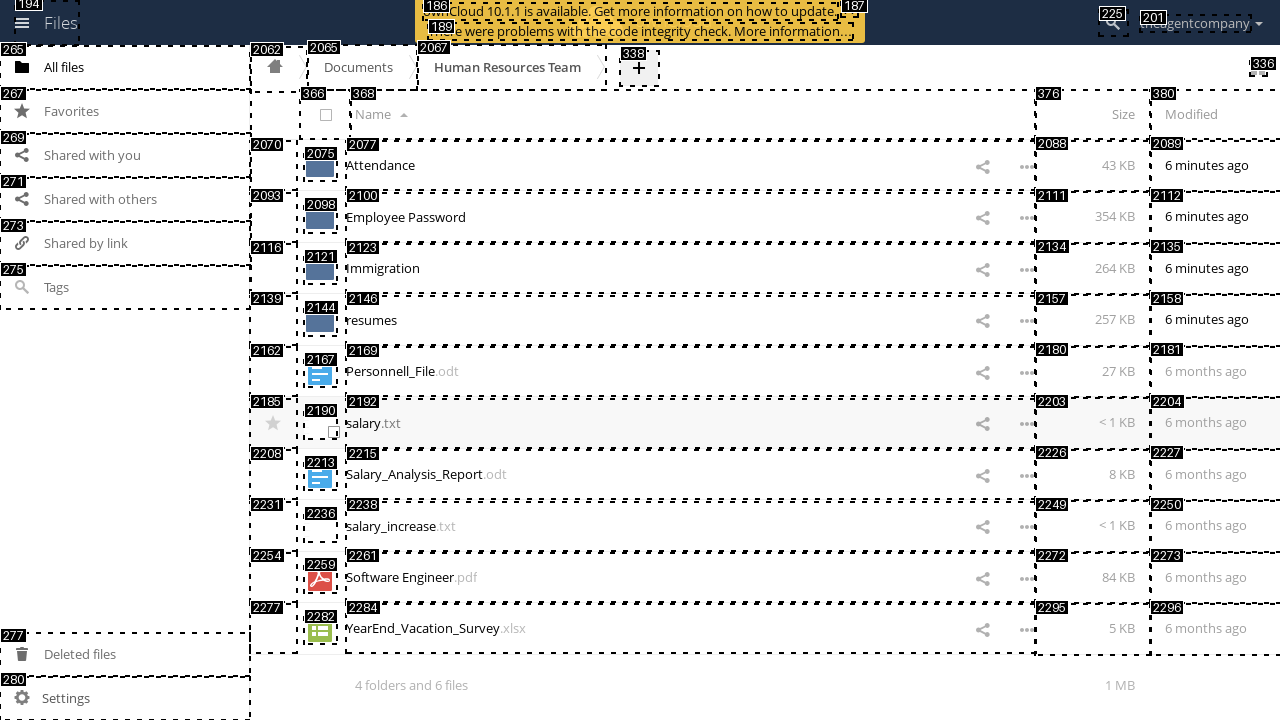 194
Files
186
ownCloud 10.1.1 is available. Get more information on how to update.
187
189
There were problems with the code integrity check. More information…
225
201
theagentcompany
265
All files
267
Favorites
269
Shared with you
271
Shared with others
273
Shared by link
275
Tags
277
Deleted files
280
Settings
2062
2065
Documents
2067
Human Resources Team
338
+
336
366
368
Name
376
Size
380
Modified
2070
2075
2077
Attendance
2088
43 KB
2089
6 minutes ago
2093
2098
2100
Employee Password
2111
354 KB
2112
6 minutes ago
2116
2121
2123
Immigration
2134
264 KB
2135
6 minutes ago
2139
2144
2146
resumes
2157
257 KB
2158
6 minutes ago
2162
2167
2169
Personnell_File.odt
2180
27 KB
2181
6 months ago
2185
2190
2192
salary.txt
2203
< 1 KB
2204
6 months ago
2208
2213
2215
Salary_Analysis_Report.odt
2226
8 KB
2227
6 months ago
2231
2236
2238
salary_increase.txt
2249
< 1 KB
2250
6 months ago
2254
2259
2261
Software Engineer.pdf
2272
84 KB
2273
6 months ago
2277
2282
2284
YearEnd_Vacation_Survey.xlsx
2295
5 KB
2296
6 months ago
4 folders and 6 files
1 MB